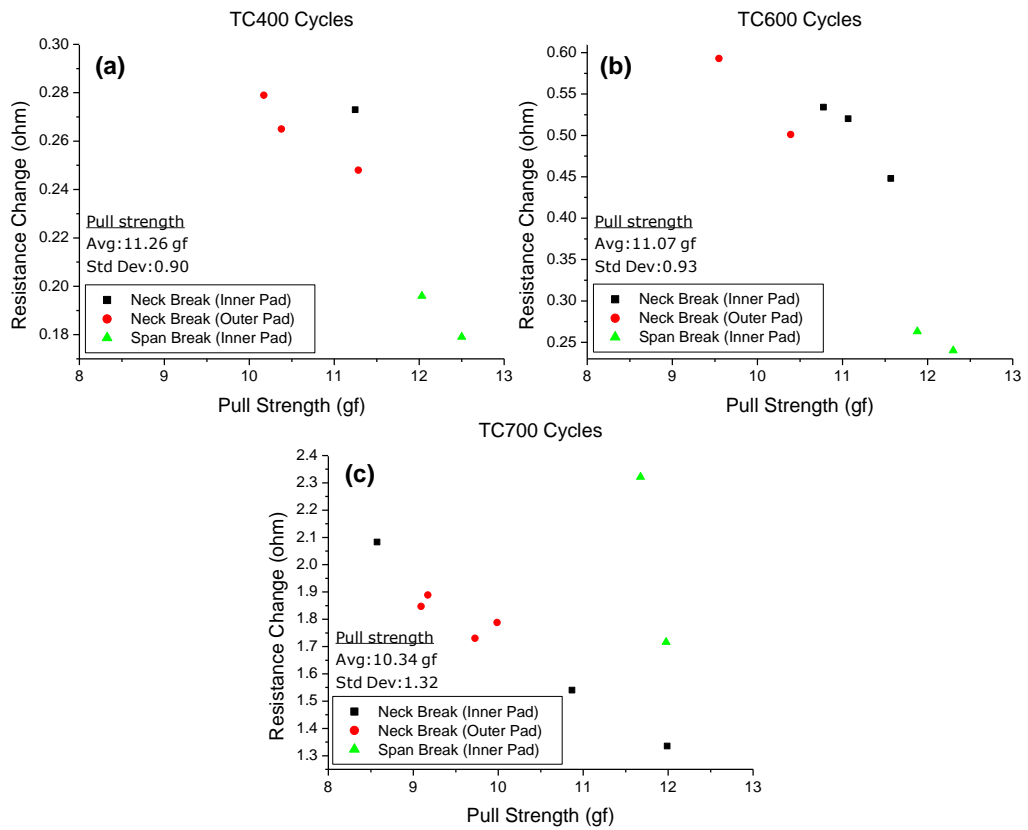 TC400 Cycles
(a)
0.30
0.28
0.26
0.24
0.22
0.20
0.18
Resistance Change (ohm)
Pull strength
Avg:11.26 gf
Std Dev:0.90
Neck Break (Inner Pad)
Neck Break (Outer Pad)
Span Break (Inner Pad)
8 9 10 11 12 13
Pull Strength (gf)
TC600 Cycles
(b)
0.60
0.55
0.50
0.45
0.40
0.35
0.30
0.25
Resistance Change (ohm)
Pull strength
Avg:11.07 gf
Std Dev:0.93
Neck Break (Inner Pad)
Neck Break (Outer Pad)
Span Break (Inner Pad)
8 9 10 11 12 13
Pull Strength (gf)
TC700 Cycles
(c)
2.4
2.3
2.2
2.1
2.0
1.9
1.8
1.7
1.6
1.5
1.4
1.3
Resistance Change (ohm)
Pull strength
Avg:10.34 gf
Std Dev:1.32
Neck Break (Inner Pad)
Neck Break (Outer Pad)
Span Break (Inner Pad)
8 9 10 11 12 13
Pull Strength (gf)